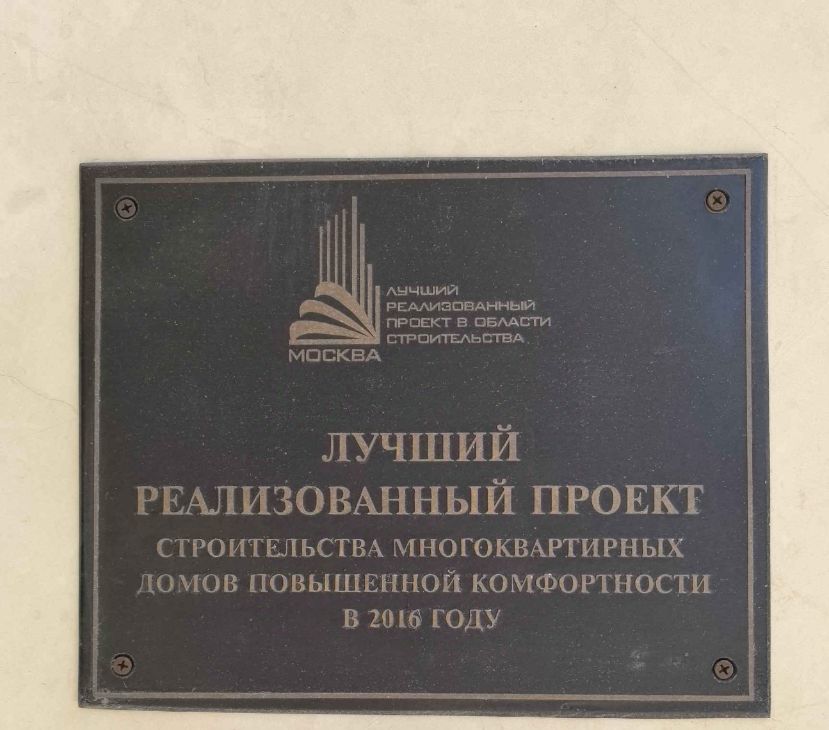 ЛУЧШИЙ
РЕАЛИЗОВАННЫЙ
ПРОЕКТ В ОБЛАСТИ
СТРОИТЕЛЬСТВА
МОСКВА
ЛУЧШИЙ
РЕАЛИЗОВАННЫЙ ПРОЕКТ
СТРОИТЕЛЬСТВА МНОГОКВАРТИРНЫХ
ДОМОВ ПОВЫШЕННОЙ КОМФОРТНОСТИ
В 2016 ГОДУ